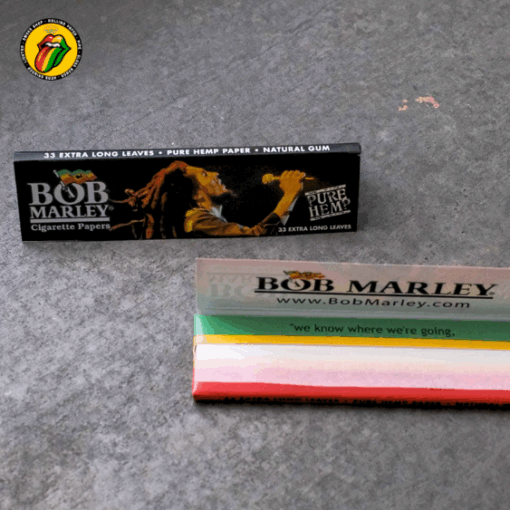 33 EXTRA LONG LEAVES • PURE HEMP PAPER • NATURAL GUM
BOB
MARLEY
Cigarette Papers
PURE
HEMP
33 EXTRA LONG LEAVES
BOB MARLEY
www.BobMarley.com
"we know where we're going,